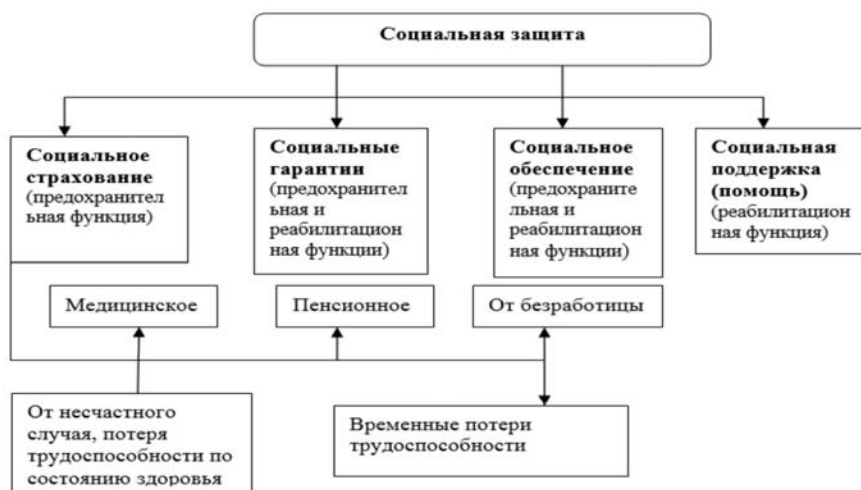 Социальная защита
Социальное
страхование
(предохранител
ьная функция)
Социальные
гарантии
(предохранител
ьная и
реабилитацион
ная функции)
Социальное
обеспечение
(предохраните
льная и
реабилитацион
ная функции)
Социальная
поддержка
(помощь)
(реабилитацион
ная функция)
Медицинское
Пенсионное
От безработицы
От несчастного
случая, потеря
трудоспособности по
состоянию здоровья
Временные потери
трудоспособности